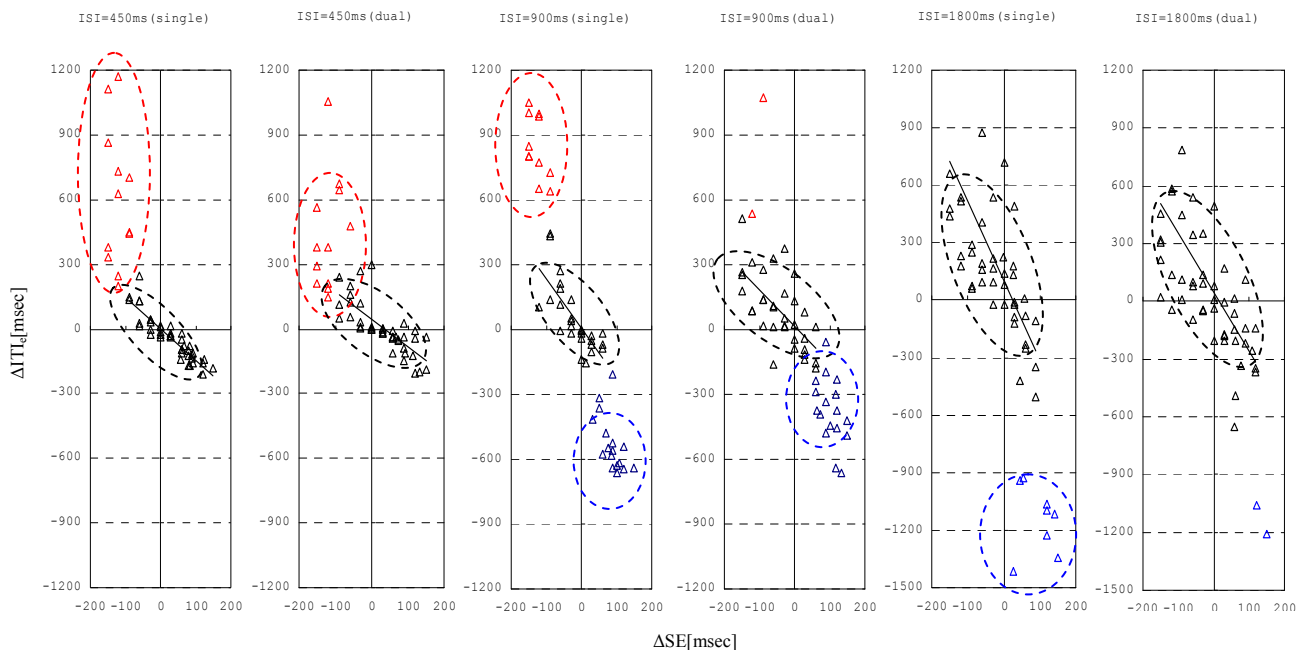 ISI=450ms(single) ISI=450ms(dual) ISI=900ms(single) ISI=900ms(dual) ISI=1800ms(single) ISI=1800ms(dual)
1200 1200 1200 1200 1200 1200
900 900 900 900 900 900
600 600 600 600 600 600
300 300 300 300 300 300
0 0 0 0 0 0
-300 -300 -300 -300 -300 -300
-600 -600 -600 -600 -600 -600
-900 -900 -900 -900 -900 -900
-1200 -1200 -1200 -1200 -1200 -1200
-1500 -1500
-200 -100 0 100 200 -200 -100 0 100 200 -200 -100 0 100 200 -200 -100 0 100 200 -200 -100 0 100 200 -200 -100 0 100 200
ΔITIe[msec]
ΔSE[msec]